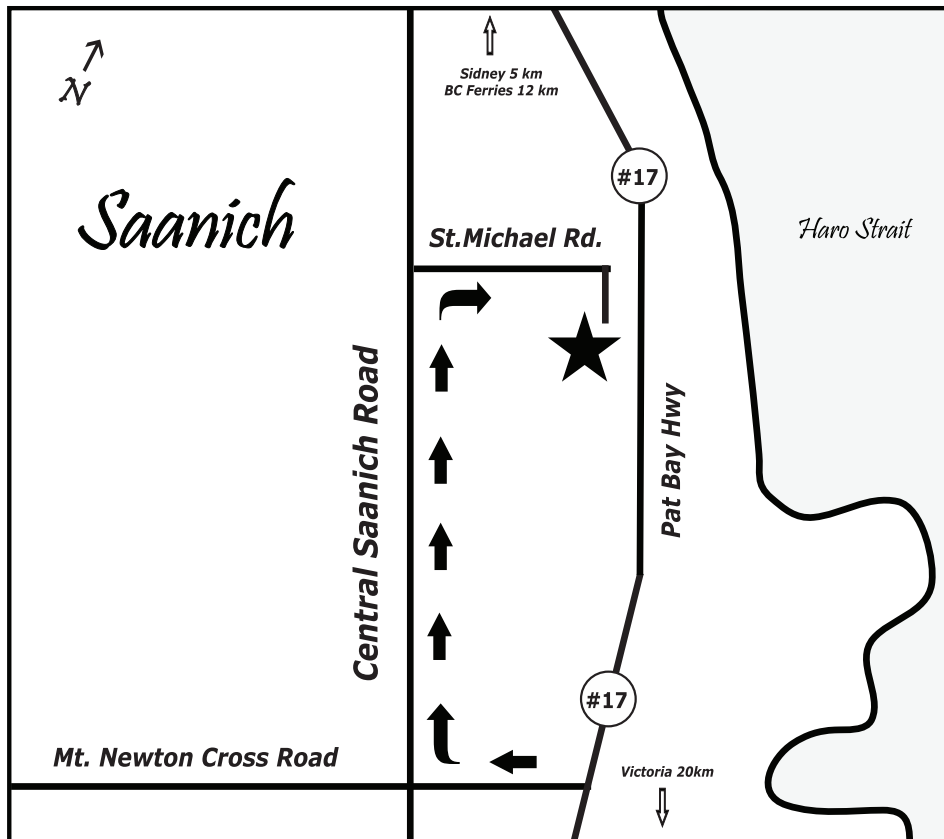 N
Sidney 5 km
BC Ferries 12 km
#17
Saanich
Haro Strait
St.Michael Rd.
Central Saanich Road
Pat Bay Hwy
#17
Mt. Newton Cross Road
Victoria 20km